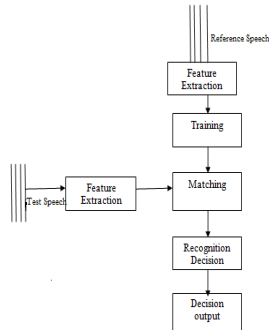 Reference Speech
Feature
Extraction
Training
Test Speech
Feature
Extraction
Matching
Recognition
Decision
Decision
output